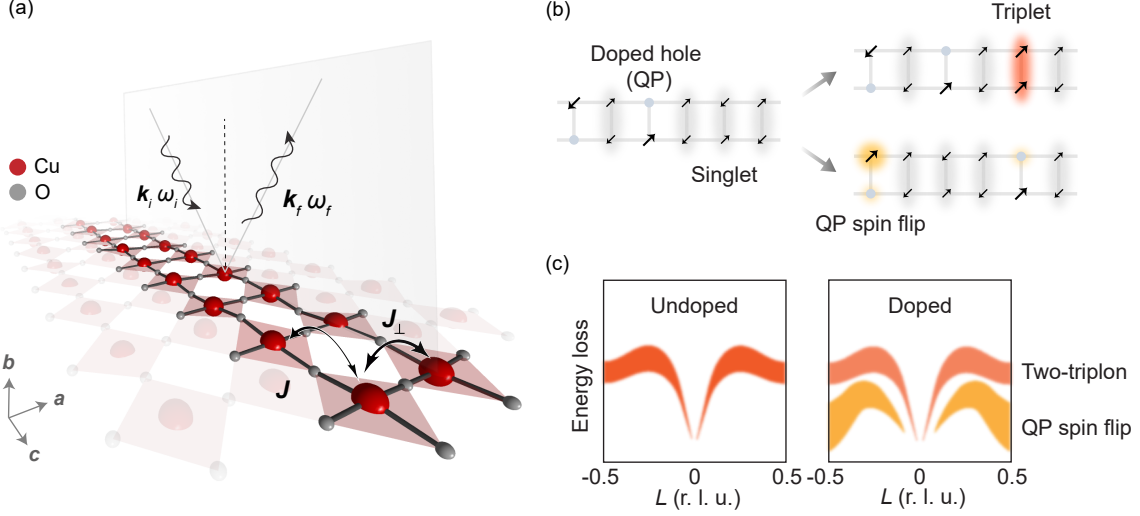 (a)
Cu
O
k_i ω_i
k_f ω_f
J_⊥
J
b
a
c
(b)
Doped hole
(QP)
Singlet
Triplet
QP spin flip
(c)
Energy loss
Undoped
-0.5 0 0.5
L (r. l. u.)
Doped
Two-triplon
QP spin flip
-0.5 0 0.5
L (r. l. u.)